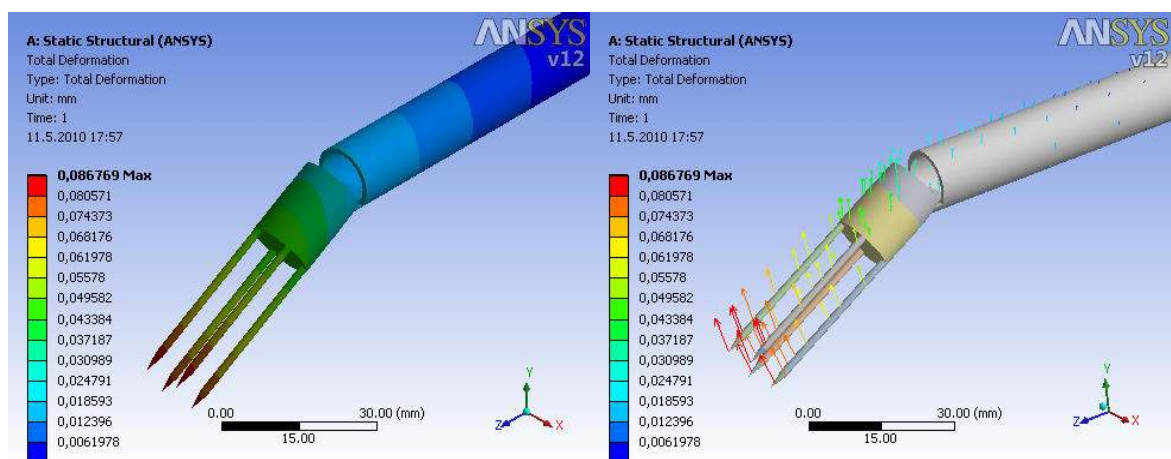 A: Static Structural (ANSYS)
Total Deformation
Type: Total Deformation
Unit: mm
Time: 1
11.5.2010 17:57
ANSYS
v12
0,086769 Max
0,080571
0,074373
0,068176
0,061978
0,05578
0,049582
0,043384
0,037187
0,030989
0,024791
0,018593
0,012396
0,0061978
0.00
30.00 (mm)
15.00
Y
Z
X
A: Static Structural (ANSYS)
Total Deformation
Type: Total Deformation
Unit: mm
Time: 1
11.5.2010 17:57
ANSYS
v12
0,086769 Max
0,080571
0,074373
0,068176
0,061978
0,05578
0,049582
0,043384
0,037187
0,030989
0,024791
0,018593
0,012396
0,0061978
0.00
30.00 (mm)
15.00
Y
Z
X